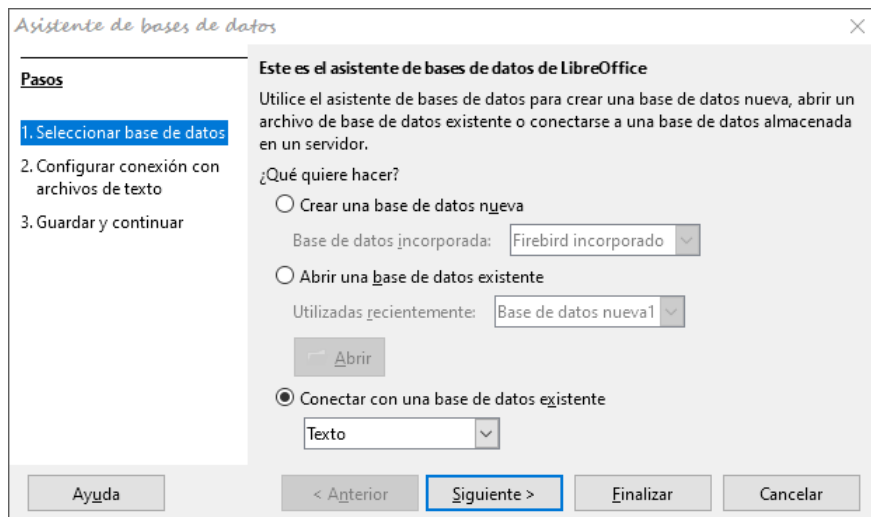 Asistente de bases de datos
Pasos
1. Seleccionar base de datos
2. Configurar conexión con
archivos de texto
3. Guardar y continuar
Este es el asistente de bases de datos de LibreOffice
Utilice el asistente de bases de datos para crear una base de datos nueva, abrir un
archivo de base de datos existente o conectarse a una base de datos almacenada
en un servidor.
¿Qué quiere hacer?
Crear una base de datos nueva
Base de datos incorporada: Firebird incorporado
Abrir una base de datos existente
Utilizadas recientemente: Base de datos nueva1
Abrir
Conectar con una base de datos existente
Texto
Ayuda < Anterior Siguiente > Finalizar Cancelar